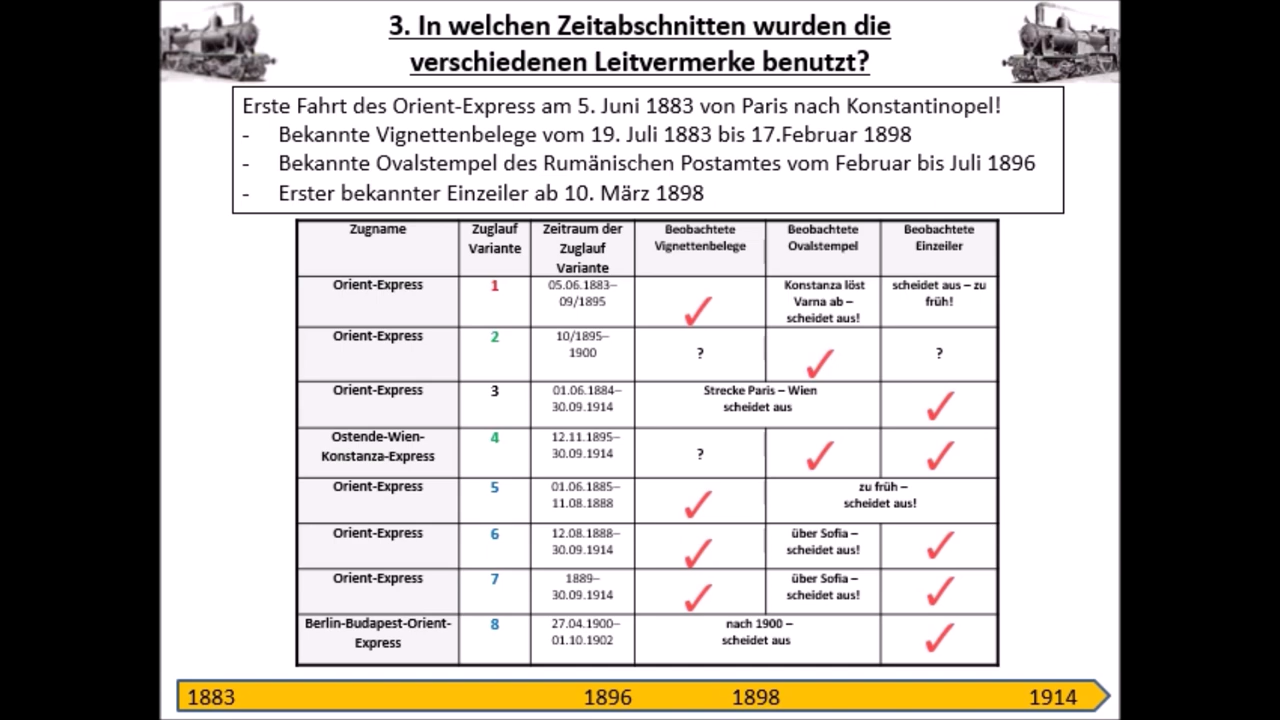 3. In welchen Zeitabschnitten wurden die
verschiedenen Leitvermerke benutzt?
Erste Fahrt des Orient-Express am 5. Juni 1883 von Paris nach Konstantinopel!
- Bekannte Vignettenbelege vom 19. Juli 1883 bis 17.Februar 1898
- Bekannte Ovalstempel des Rumänischen Postamtes vom Februar bis Juli 1896
- Erster bekannter Einzeiler ab 10. März 1898
Zugname
Zuglauf
Variante
Zeitraum der
Zuglauf
Variante
Beobachtete
Vignettenbelege
Beobachtete
Ovalstempel
Beobachtete
Einzeiler
Orient-Express
1
05.06.1883–
09/1895
✓
Konstanza löst
Varna ab –
scheidet aus!
scheidet aus – zu
früh!
Orient-Express
2
10/1895–
1900
?
✓
?
Orient-Express
3
01.06.1884–
30.09.1914
Strecke Paris – Wien
scheidet aus
✓
Ostende-Wien-
Konstanza-Express
4
12.11.1895–
30.09.1914
?
✓
✓
Orient-Express
5
01.06.1885–
11.08.1888
✓
zu früh –
scheidet aus!
Orient-Express
6
12.08.1888–
30.09.1914
✓
über Sofia –
scheidet aus!
✓
Orient-Express
7
1889–
30.09.1914
✓
über Sofia –
scheidet aus!
✓
Berlin-Budapest-Orient-
Express
8
27.04.1900–
01.10.1902
nach 1900 –
scheidet aus
✓
1883 1896 1898 1914